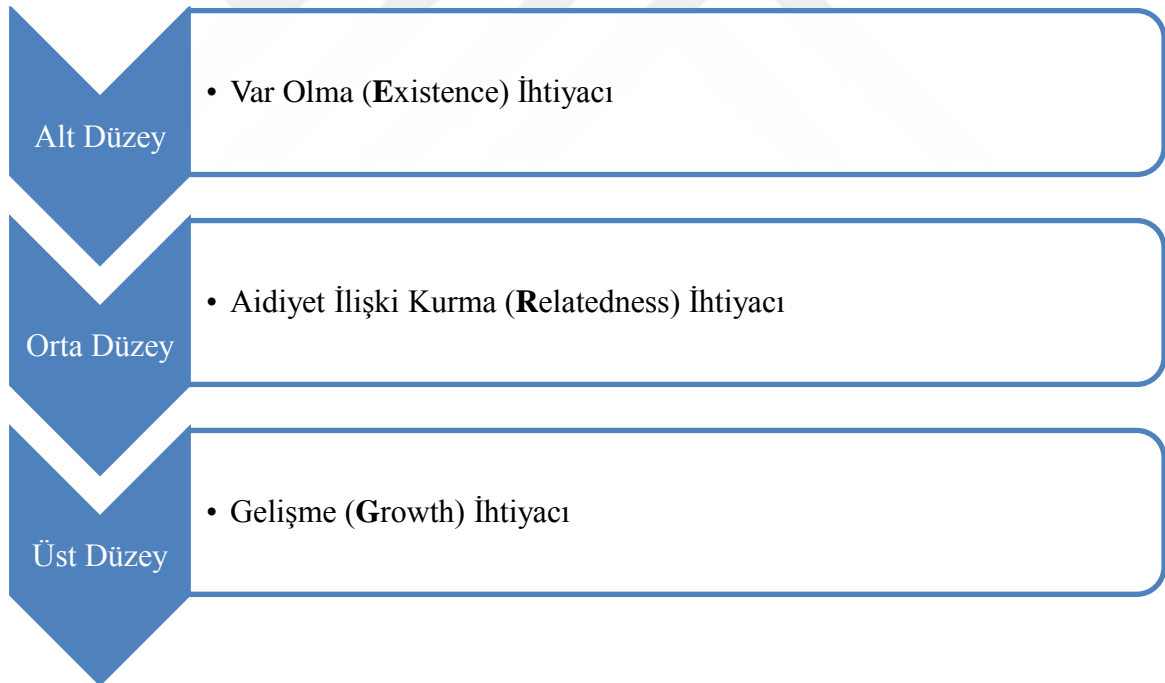 Alt Düzey
• Var Olma (Existence) İhtiyacı
Orta Düzey
• Aidiyet İlişki Kurma (Relatedness) İhtiyacı
Üst Düzey
• Gelişme (Growth) İhtiyacı